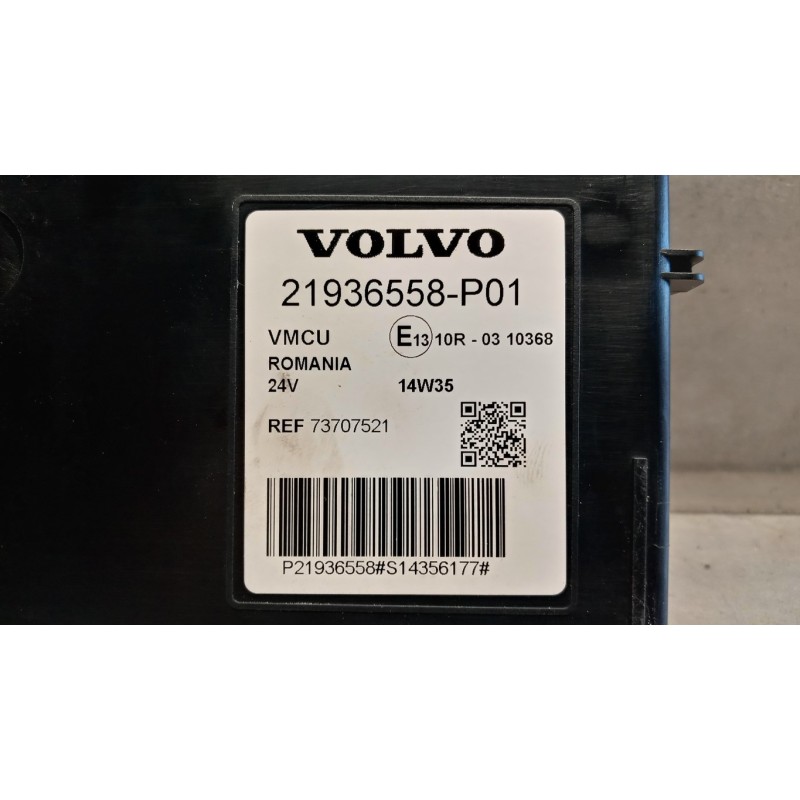 VOLVO
21936558-P01
VMCU E13 10R - 03 10368
ROMANIA
24V 14W35
REF 73707521
P21936558#S14356177#